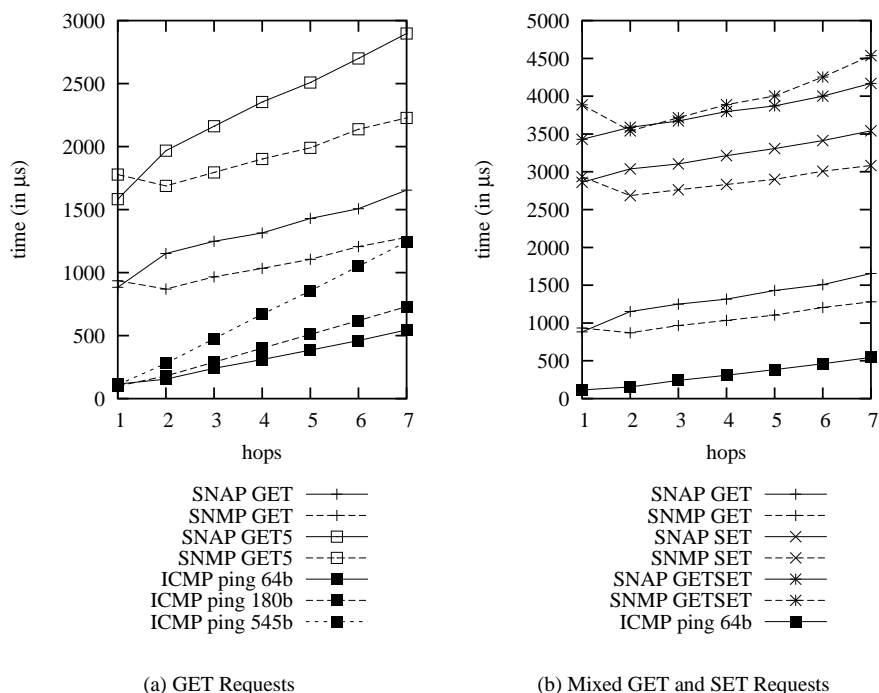 3000
2500
2000
1500
1000
500
0
time (in µs)
1 2 3 4 5 6 7
hops
SNAP GET
SNMP GET
SNAP GET5
SNMP GET5
ICMP ping 64b
ICMP ping 180b
ICMP ping 545b
(a) GET Requests
5000
4500
4000
3500
3000
2500
2000
1500
1000
500
0
time (in µs)
1 2 3 4 5 6 7
hops
SNAP GET
SNMP GET
SNAP SET
SNMP SET
SNAP GETSET
SNMP GETSET
ICMP ping 64b
(b) Mixed GET and SET Requests